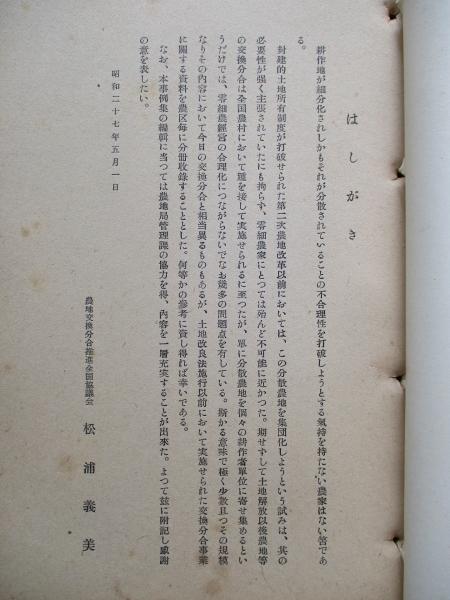 はしがき
耕作地が細分化されしかもそれが分散されていることの不合理性を打破しようとする氣持を持たない農家はない筈であ
る。
封建的土地所有制度が打破せられた第二次農地改革以前においては、この分散農地を集団化しようという試みは、其の
必要性が強く主張されていたにも拘らず、零細農家にとつては殆んど不可能に近かつた。期せずして土地解放以後農地等
の交換分合は全国農村において踵を接して実施せられるに至つたが、單に分散農地を個々の耕作者單位に寄せ集めるとい
うだけでは、零細農経営の合理化につながらないでなお幾多の問題点を有している。斯かる意味で極く少数且つその規模
なりその内容において今日の交換分合と相当異るものもあるが、土地改良法施行以前において実施せられた交換分合事業
に関する資料を農区毎に分冊收録することとした。何等かの参考に資し得れば幸いである。
なお、本事例集の編輯に当つては農地局管理課の協力を得、内容を一層充実することが出來た。よつて玆に附記し感謝
の意を表したい。
昭和二十七年五月一日
農地交換分合推進全国協議会
松浦義美